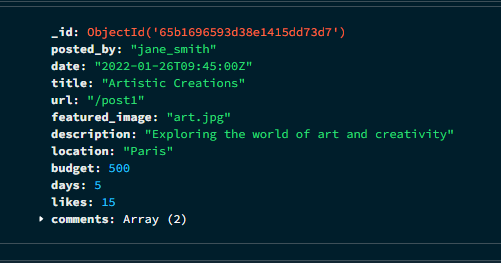 _id: ObjectId('65b1696593d38e1415dd73d7')
posted_by: "jane_smith"
date: "2022-01-26T09:45:00Z"
title: "Artistic Creations"
url: "/post1"
featured_image: "art.jpg"
description: "Exploring the world of art and creativity"
location: "Paris"
budget: 500
days: 5
likes: 15
comments: Array (2)